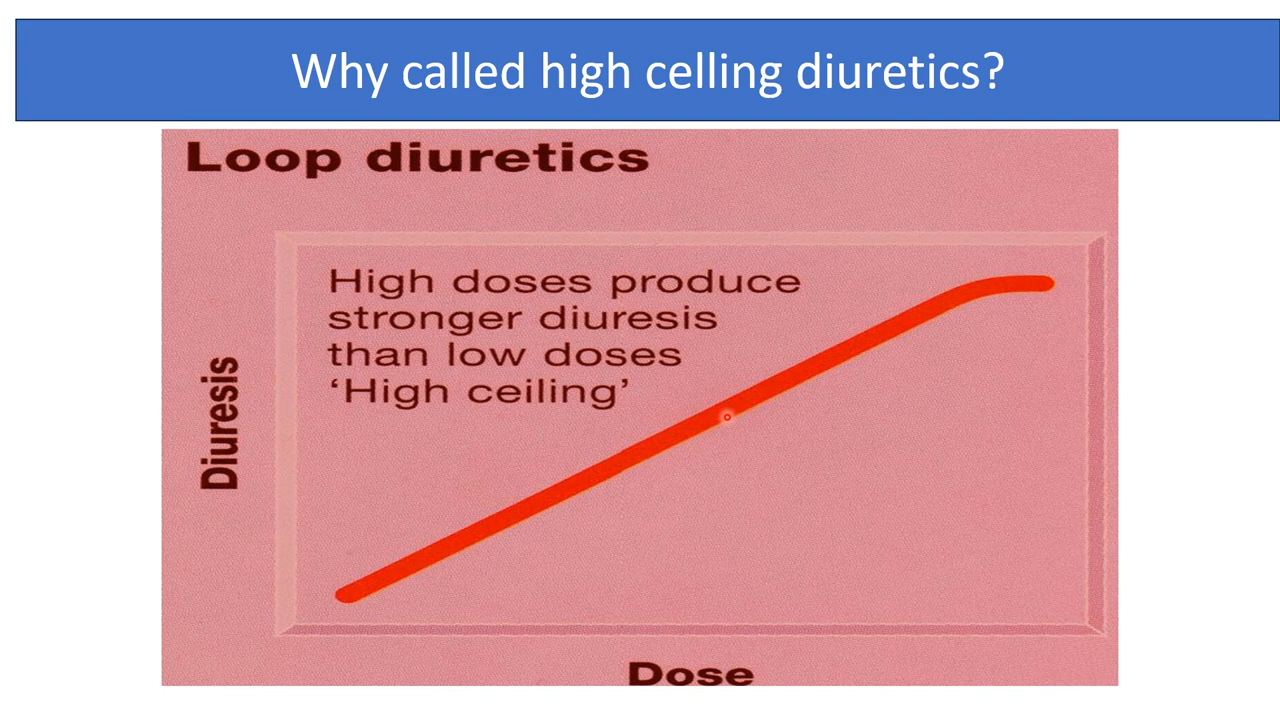 Why called high celling diuretics?
Loop diuretics
High doses produce
stronger diuresis
than low doses
‘High ceiling’
Diuresis
Dose